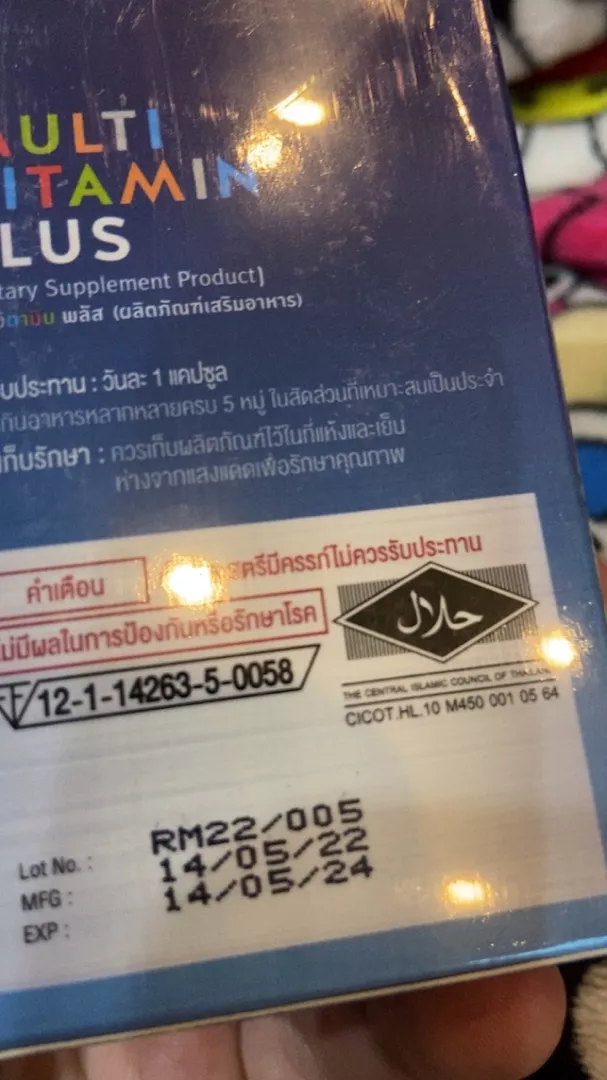 ULTI
ITAMIN
LUS
tary Supplement Product)
วิตามิน พลัส (ผลิตภัณฑ์เสริมอาหาร)
บประทาน : วันละ 1 แคปซูล
กินอาหารหลากหลายครบ 5 หมู่ ในสัดส่วนที่เหมาะสมเป็นประจำ
เก็บรักษา : ควรเก็บผลิตภัณฑ์ไว้ในที่แห้งและเย็น
ห่างจากแสงแดดเพื่อรักษาคุณภาพ
คำเตือน
สตรีมีครรภ์ไม่ควรรับประทาน
ไม่มีผลในการป้องกันหรือรักษาโรค
حلال
12-1-14263-5-0058
THE CENTRAL ISLAMIC COUNCIL OF THAILAND
CICOT.HL.10 M450 001 05 64
Lot No. : RM22/005
MFG : 14/05/22
EXP : 14/05/24